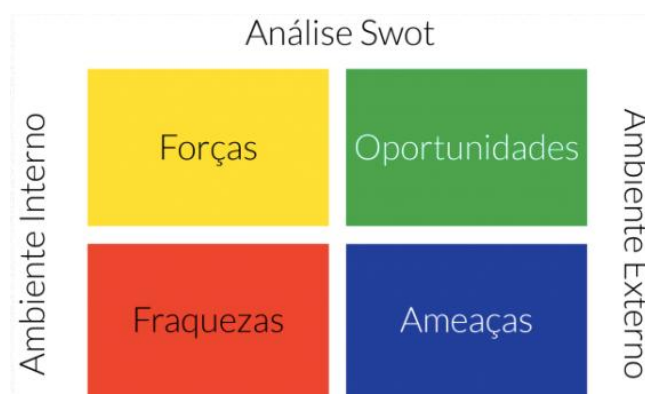 Análise Swot
Ambiente Interno
Forças
Oportunidades
Fraquezas
Ameaças
Ambiente Externo